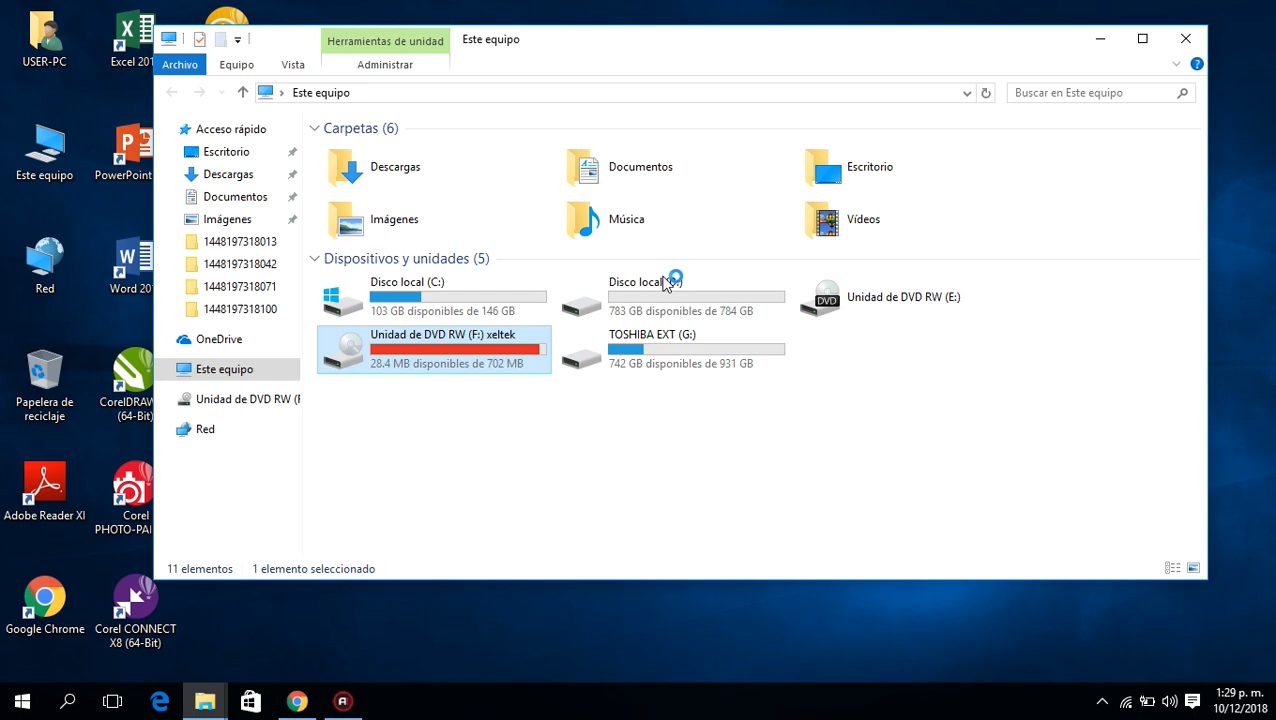 USER-PC
Excel 201
Este equipo
PowerPoint
Red
Word 201
Papelera de
reciclaje
CorelDRAW
(64-Bit)
Adobe Reader XI
Corel
PHOTO-PAI
Google Chrome
Corel CONNECT
X8 (64-Bit)
Herramientas de unidad
Este equipo
Archivo
Equipo
Vista
Administrar
Este equipo
Buscar en Este equipo
Acceso rápido
Escritorio
Descargas
Documentos
Imágenes
1448197318013
1448197318042
1448197318071
1448197318100
OneDrive
Este equipo
Unidad de DVD RW (F
Red
Carpetas (6)
Descargas
Documentos
Escritorio
Imágenes
Música
Vídeos
Dispositivos y unidades (5)
Disco local (C:)
103 GB disponibles de 146 GB
Disco local
783 GB disponibles de 784 GB
DVD
Unidad de DVD RW (E:)
Unidad de DVD RW (F:) xeltek
28.4 MB disponibles de 702 MB
TOSHIBA EXT (G:)
742 GB disponibles de 931 GB
11 elementos
1 elemento seleccionado
1:29 p. m.
10/12/2018